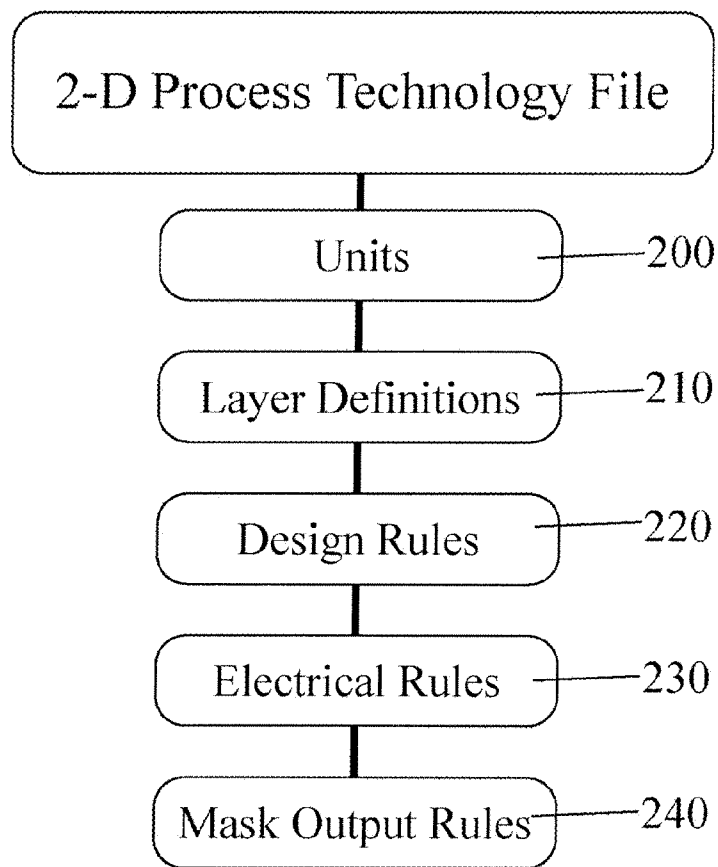 2-D Process Technology File
Units
200
Layer Definitions
210
Design Rules
220
Electrical Rules
230
Mask Output Rules
240